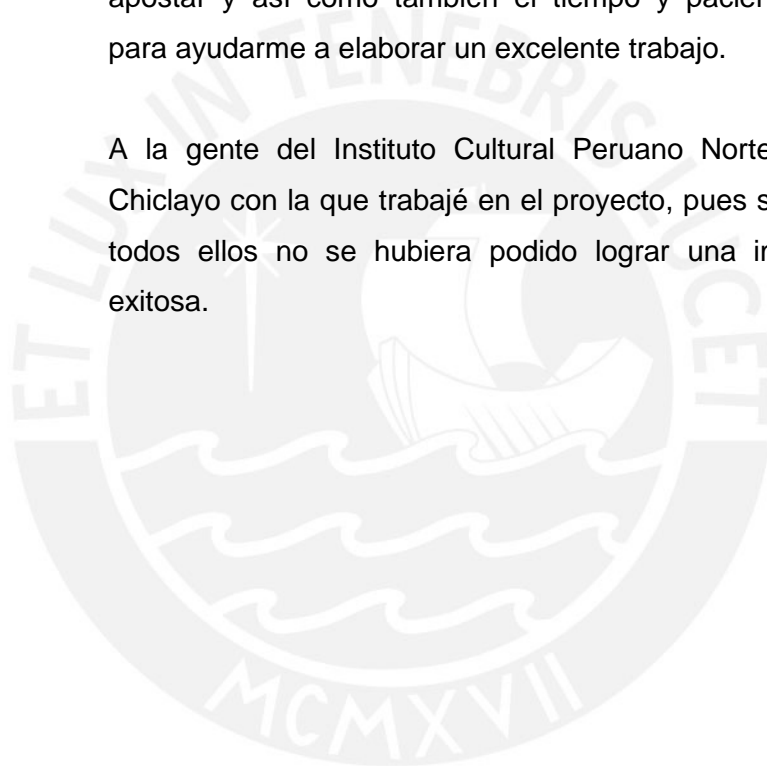 apostar y así como también el tiempo y
para ayudarme a elaborar un excelente trabajo.
A la gente del Instituto Cultural Peruano
Chiclayo con la que trabajé en el proyecto, pues
todos ellos no se hubiera podido lograr una
exitosa.
ET LUX IN TENEBRIS LUCET
MCMXVII